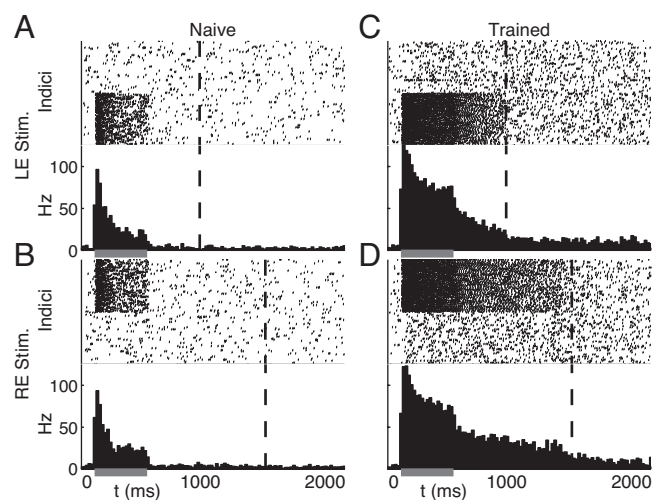 A
Naive
C
Trained
LE Stim.
Indici
100
50
0
Hz
B
D
RE Stim.
Indici
100
50
0
Hz
0
1000
2000
t (ms)
0
1000
2000
t (ms)